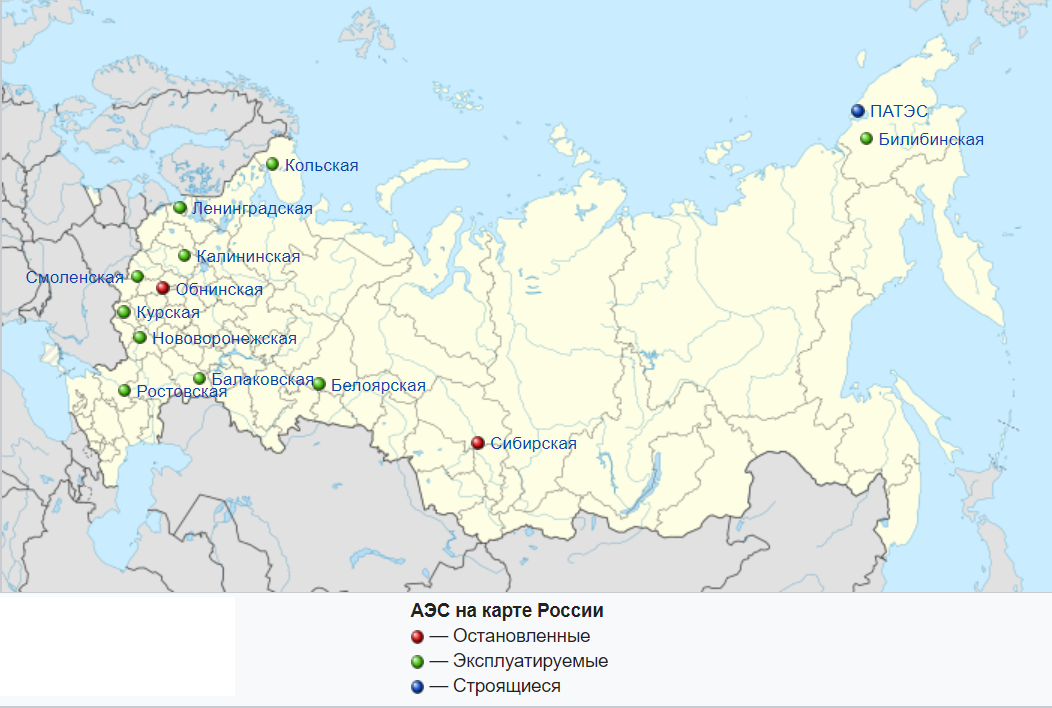 ПАТЭС
Билибинская
Кольская
Ленинградская
Калининская
Смоленская
Обнинская
Курская
Нововоронежская
Балаковская
Белоярская
Ростовская
Сибирская
АЭС на карте России
— Остановленные
— Эксплуатируемые
— Строящиеся